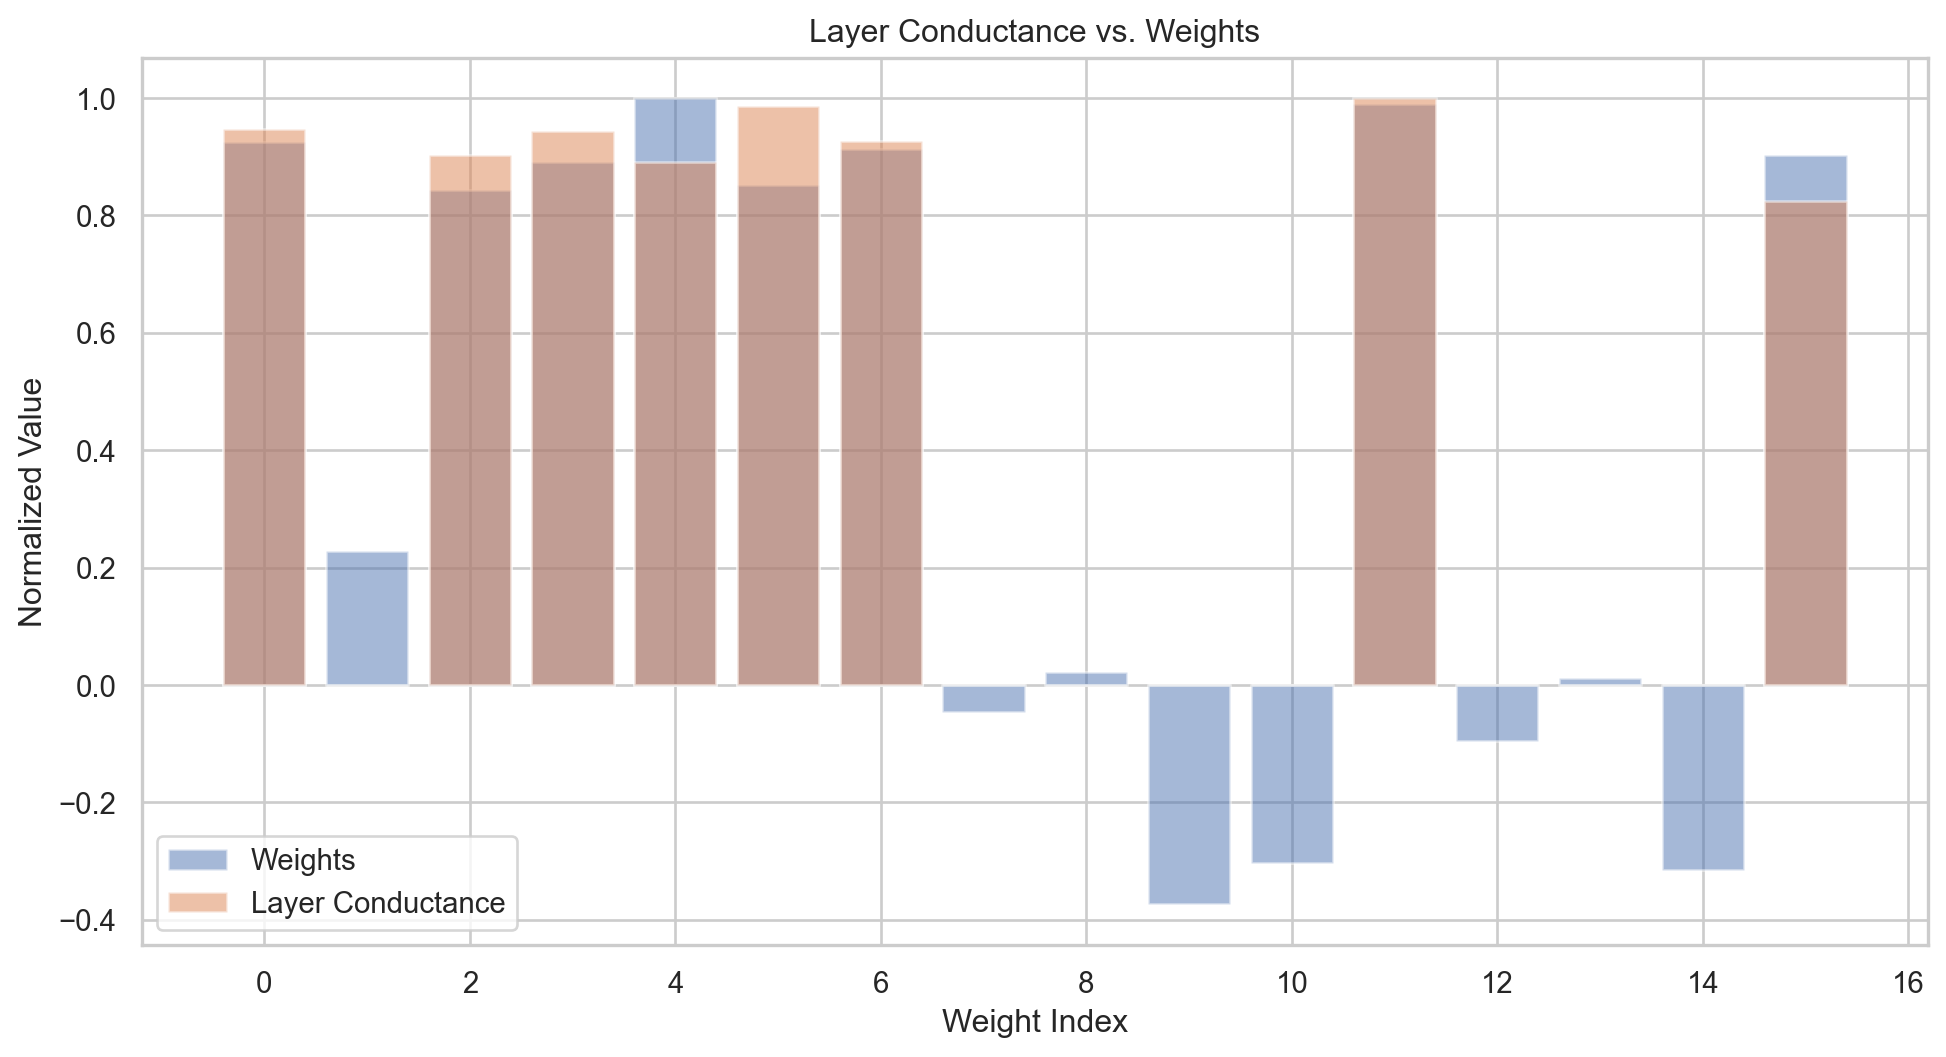 Layer Conductance vs. Weights
Normalized Value
1.0
0.8
0.6
0.4
0.2
0.0
−0.2
−0.4
Weights
Layer Conductance
0 2 4 6 8 10 12 14 16
Weight Index